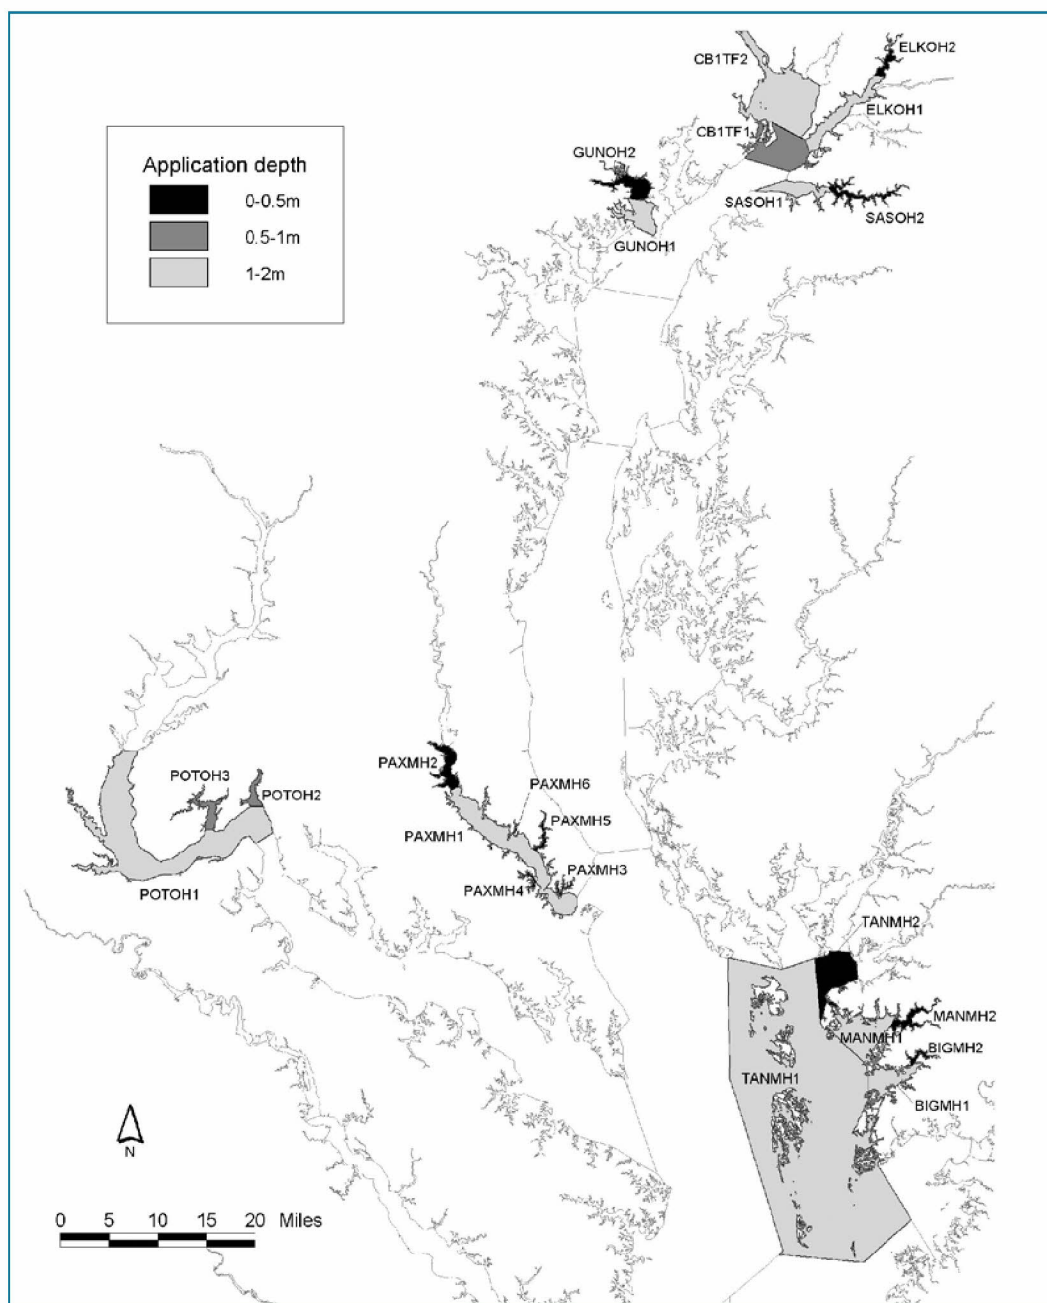 CB1TF2
ELKOH2
ELKOH1
CB1TF1
GUNOH2
SASOH1
SASOH2
GUNOH1
Application depth
0-0.5m
0.5-1m
1-2m
PAXMH2
PAXMH6
POTOH3
POTOH2
PAXMH5
PAXMH1
PAXMH3
PAXMH4
POTOH1
TANMH2
MANMH2
MANMH1
BIGMH2
TANMH1
BIGMH1
N
0 5 10 15 20 Miles